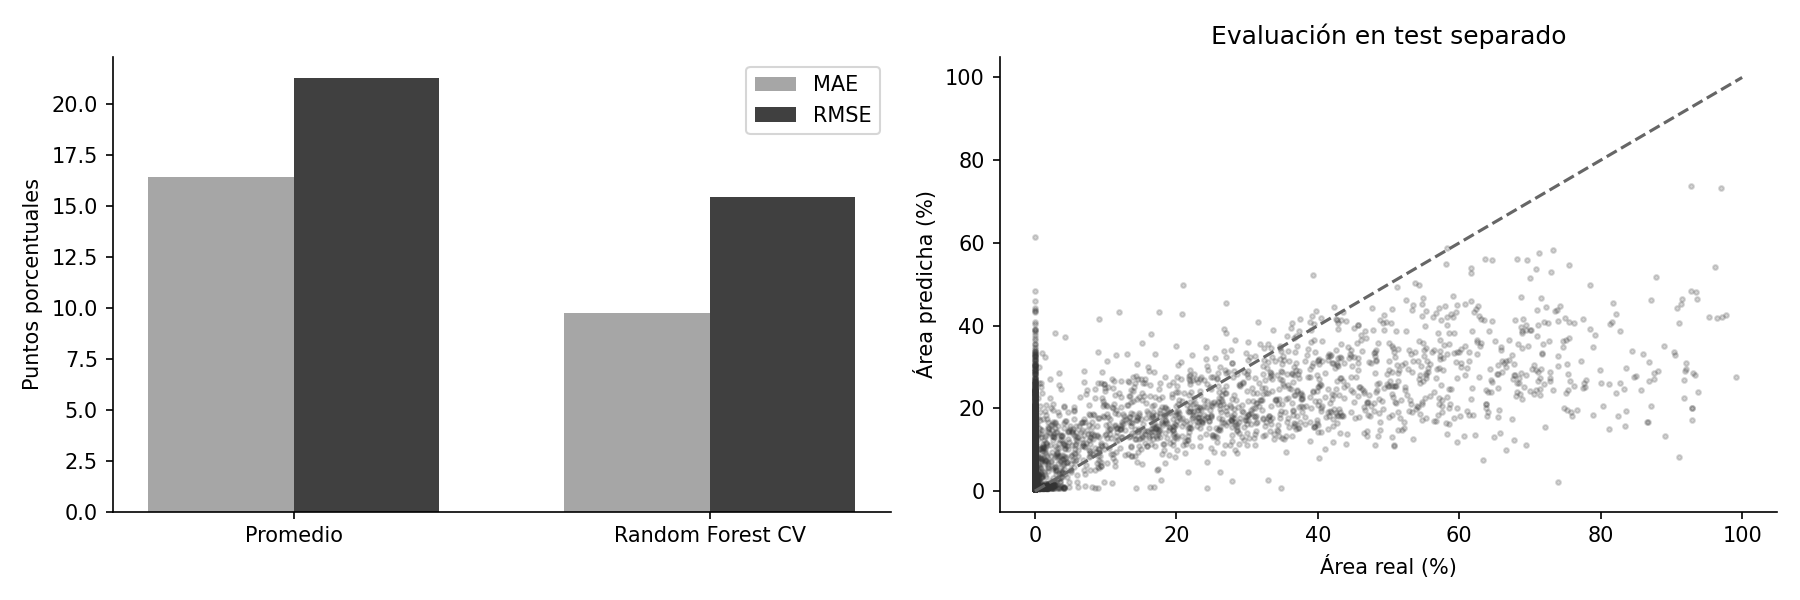 Puntos porcentuales
20.0
17.5
15.0
12.5
10.0
7.5
5.0
2.5
0.0
Promedio
Random Forest CV
MAE
RMSE
Evaluación en test separado
Área predicha (%)
100
80
60
40
20
0
0
20
40
60
80
100
Área real (%)